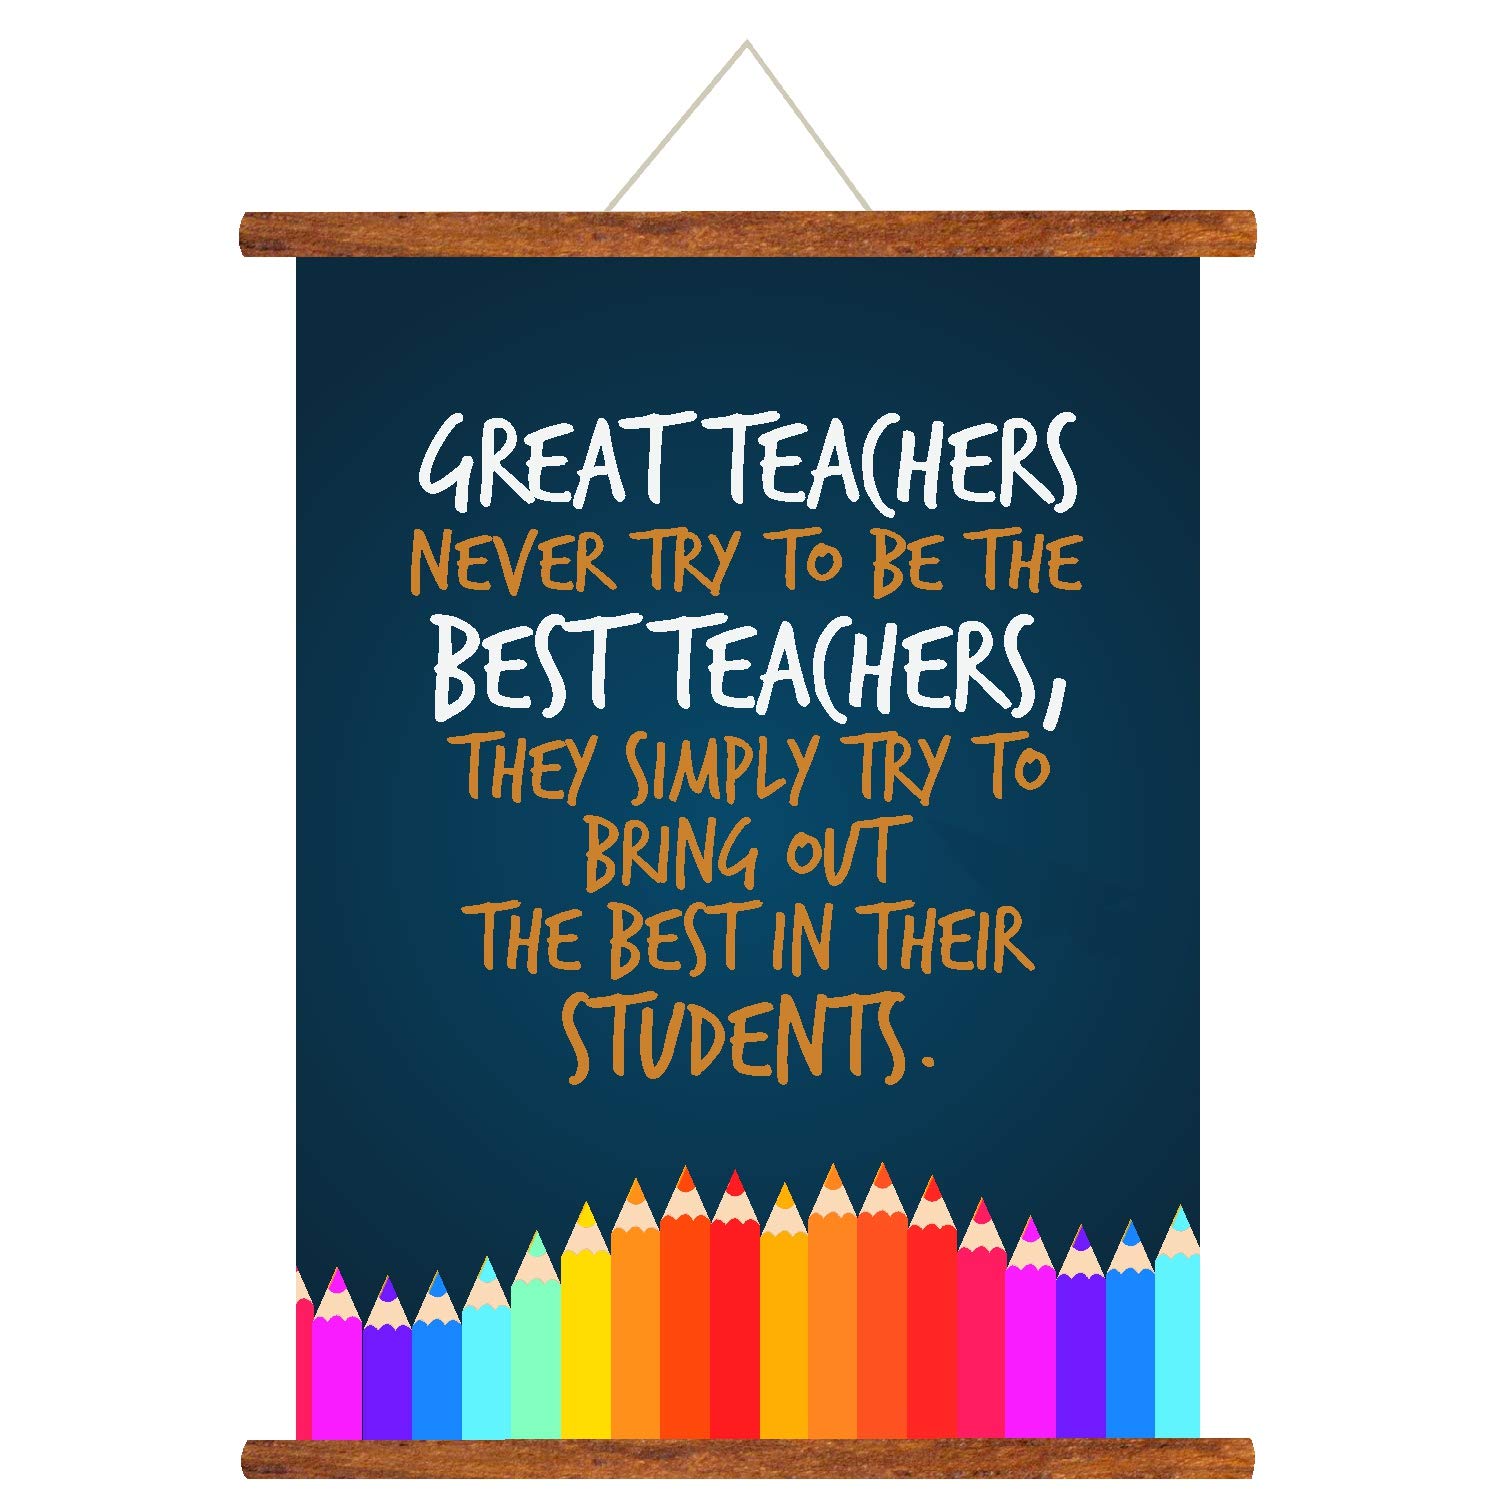 GREAT TEACHERS
NEVER TRY TO BE THE
BEST TEACHERS,
THEY SIMPLY TRY TO
BRING OUT
THE BEST IN THEIR
STUDENTS.